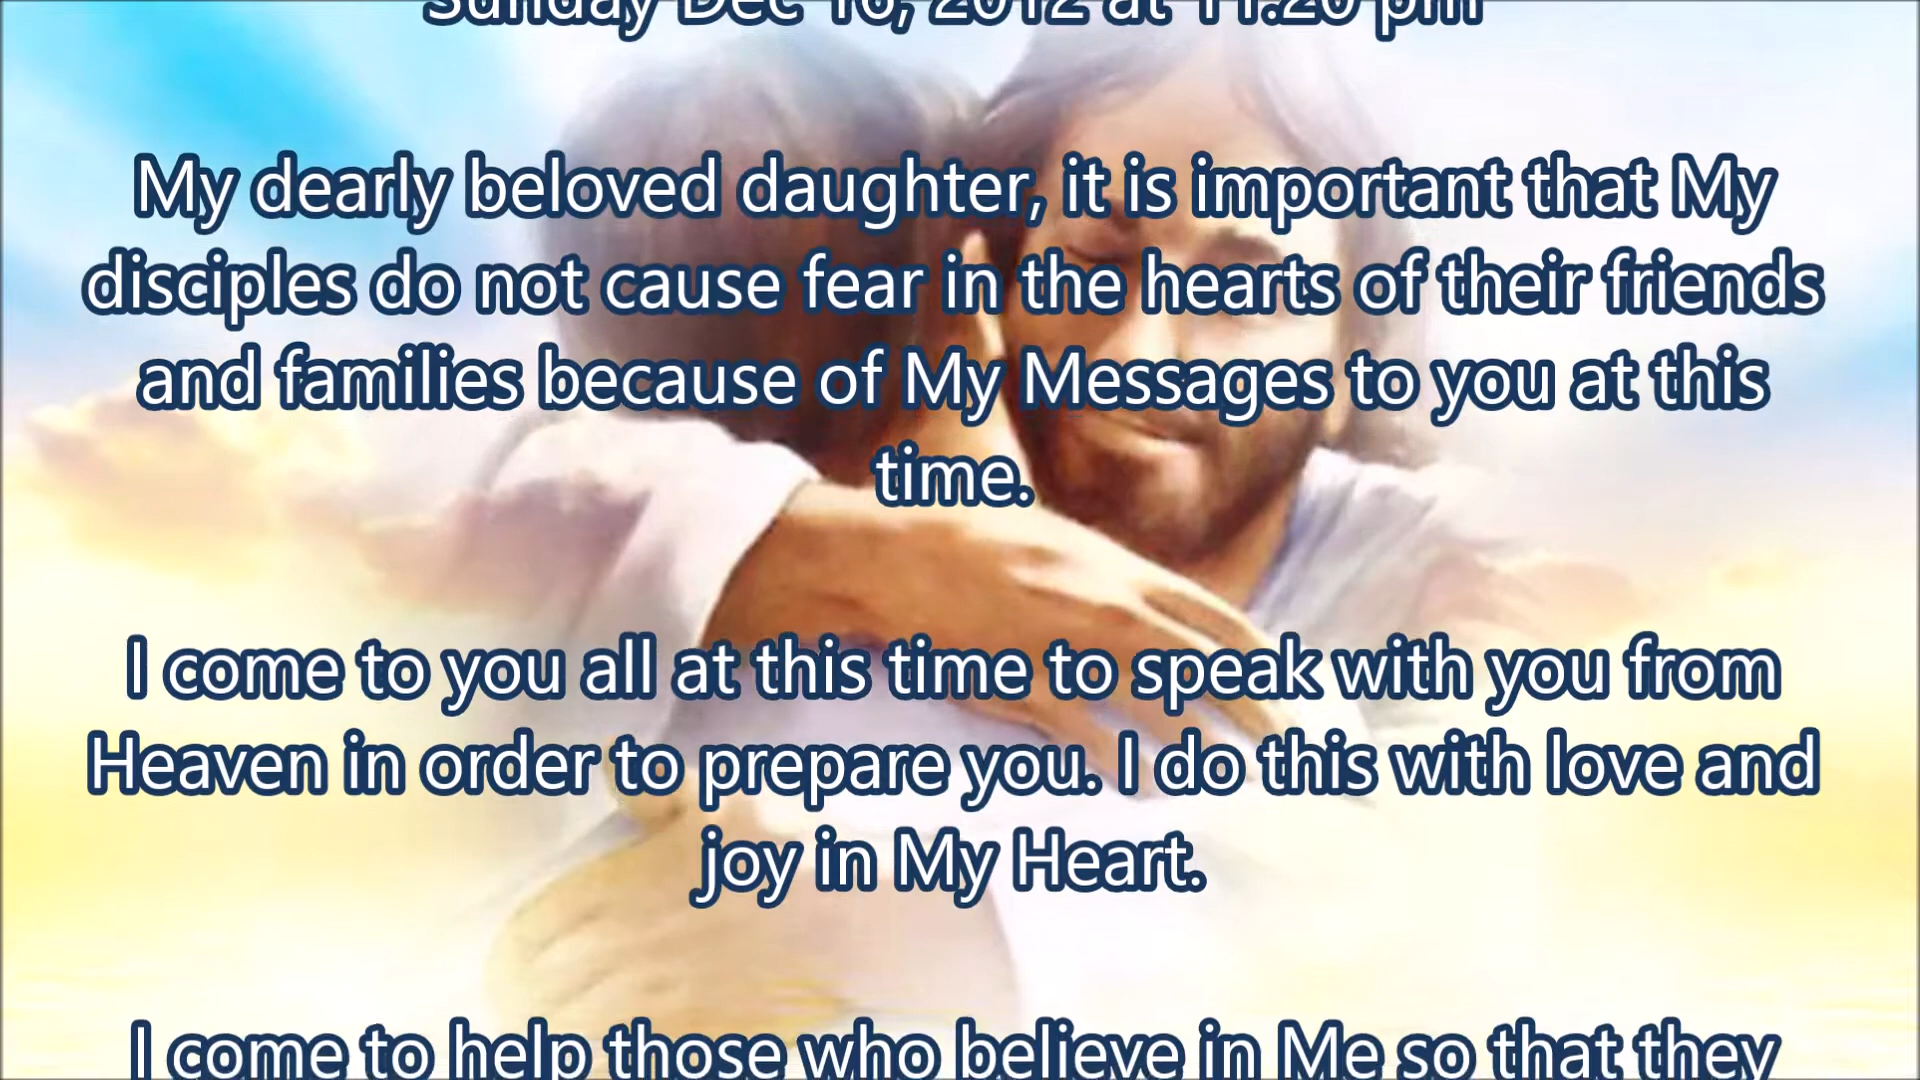 Sunday Dec 16, 2012 at 11:20 pm
My dearly beloved daughter, it is important that My
disciples do not cause fear in the hearts of their friends
and families because of My Messages to you at this
time.
I come to you all at this time to speak with you from
Heaven in order to prepare you. I do this with love and
joy in My Heart.
I come to help those who believe in Me so that they